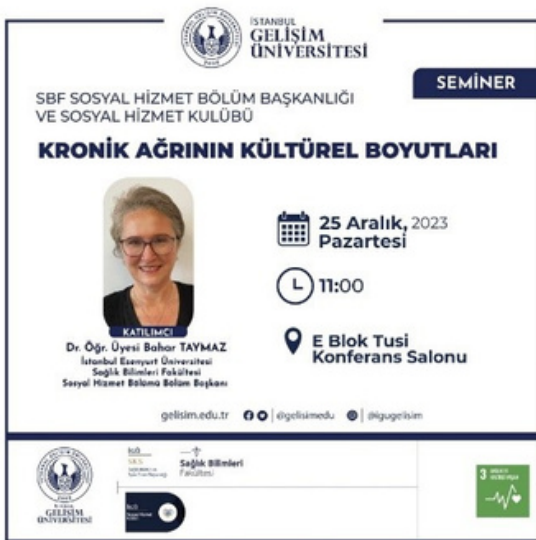 İSTANBUL
GELİŞİM
ÜNİVERSİTESİ
SEMİNER
SBF SOSYAL HİZMET BÖLÜM BAŞKANLIĞI
VE SOSYAL HİZMET KULÜBÜ
KRONİK AĞRININ KÜLTÜREL BOYUTLARI
25 Aralık, 2023
Pazartesi
11:00
E Blok Tusi
Konferans Salonu
KATILIMCI
Dr. Öğr. Üyesi Bahar TAYMAZ
İstanbul Esenyurt Üniversitesi
Sağlık Bilimleri Fakültesi
Sosyal Hizmet Bölümü Bölüm Başkanı
gelisim.edu.tr
@gelisimedu
@igugelisim
İSTANBUL
GELİŞİM
ÜNİVERSİTESİ
Sağlık Bilimleri
Fakültesi
3